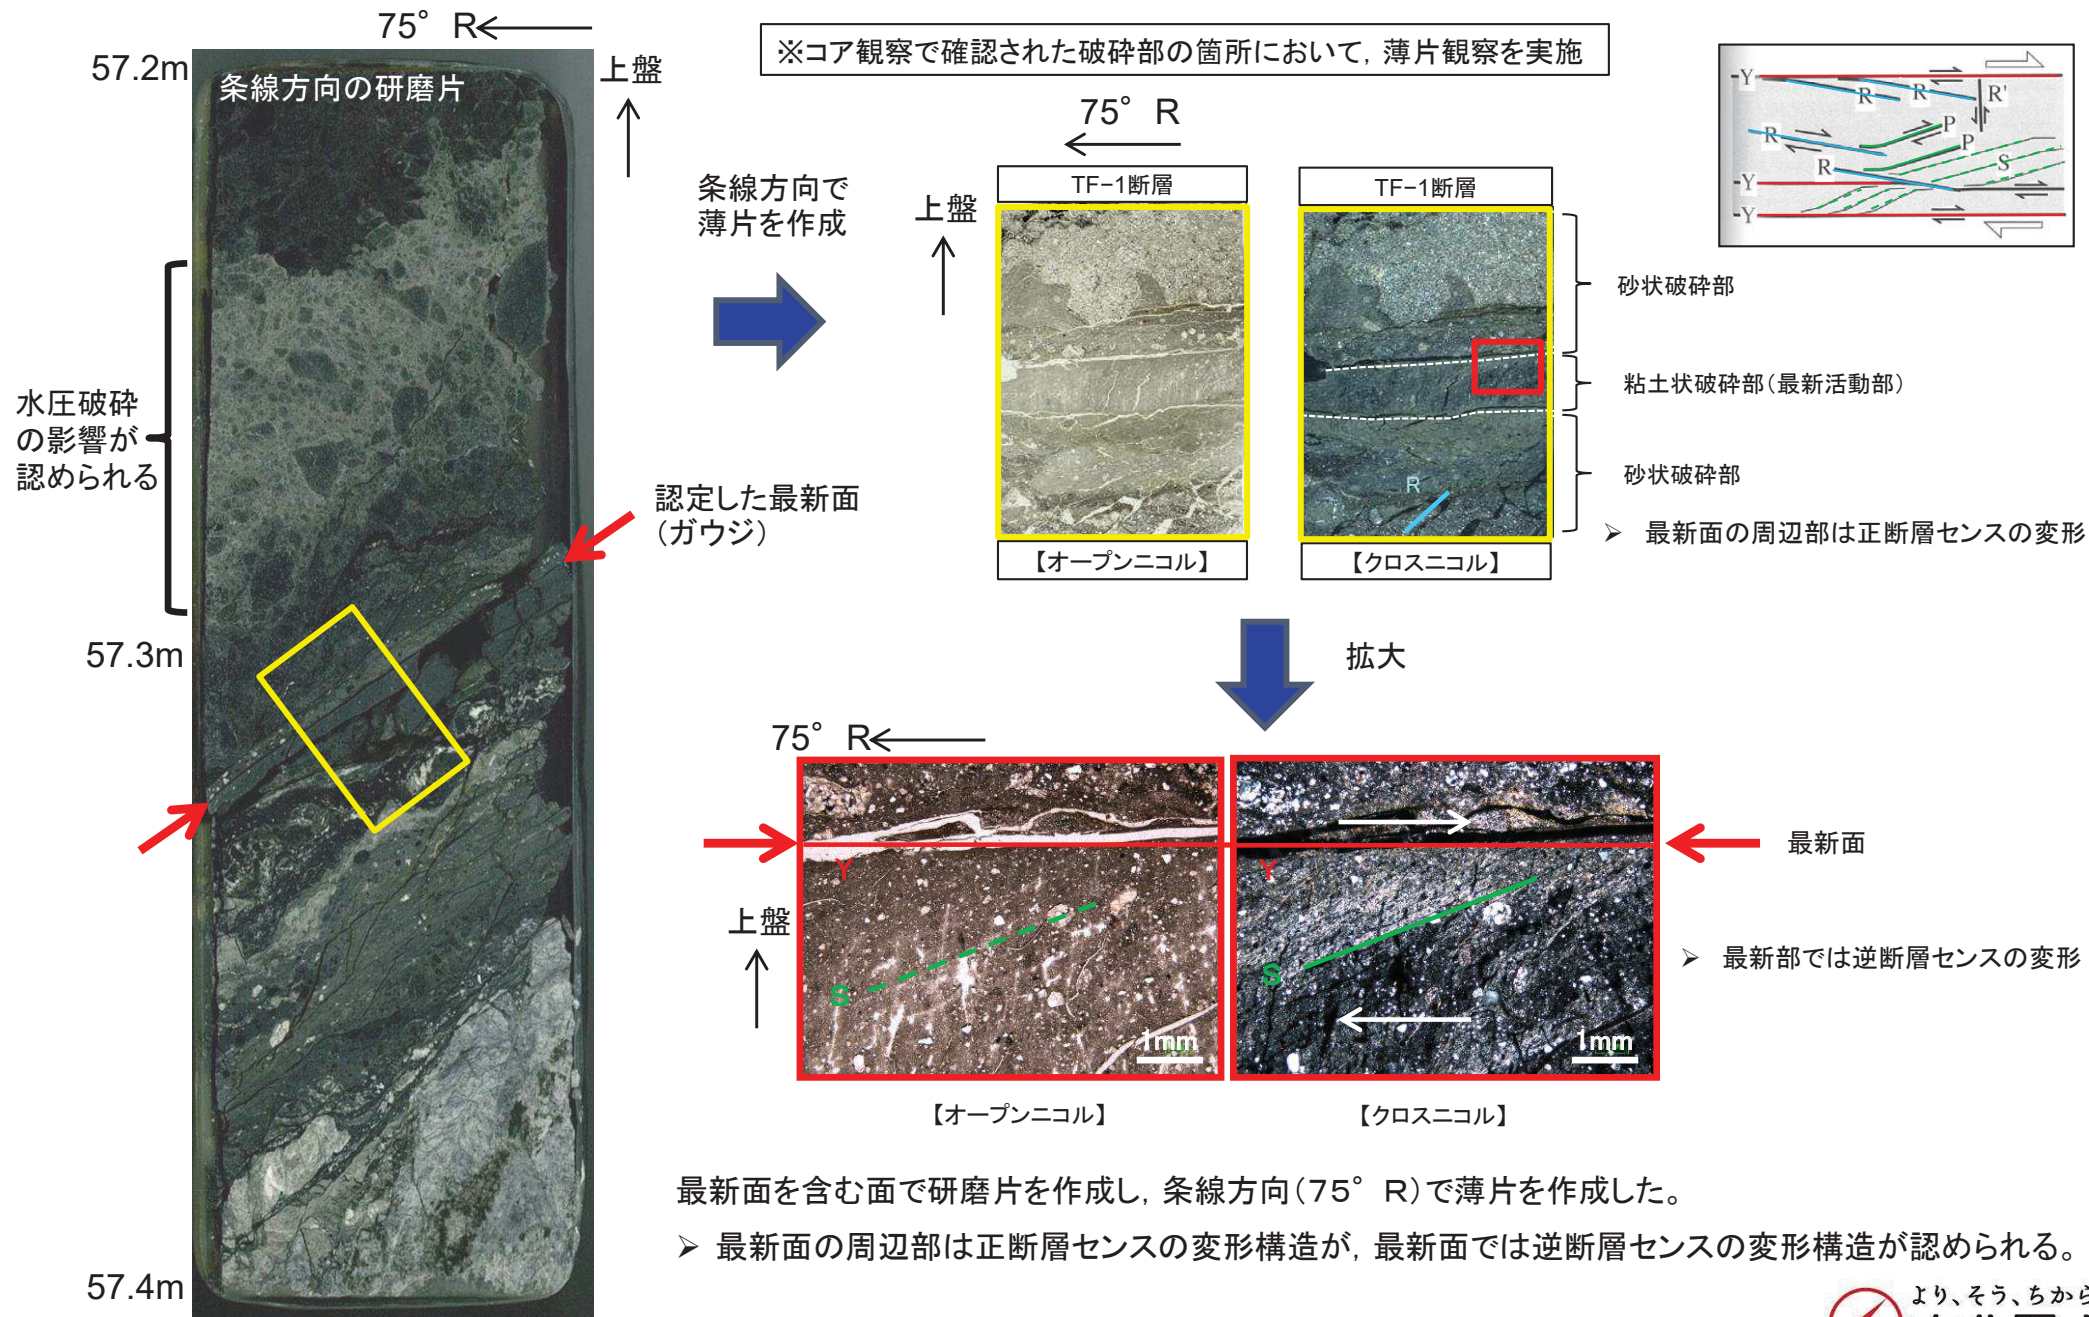 75° R
57.2m
条線方向の研磨片
上盤
水圧破砕
の影響が
認められる
認定した最新面
(ガウジ)
57.3m
57.4m
※コア観察で確認された破砕部の箇所において，薄片観察を実施
条線方向で
薄片を作成
75° R
上盤
TF−1断層
TF−1断層
R
【オープンニコル】
【クロスニコル】
Y
R
R
R'
R
P
P
R
S
Y
Y
砂状破砕部
粘土状破砕部(最新活動部)
砂状破砕部
➢ 最新面の周辺部は正断層センスの変形
拡大
75° R
上盤
Y
S
1mm
Y
S
1mm
最新面
➢ 最新部では逆断層センスの変形
【オープンニコル】
【クロスニコル】
最新面を含む面で研磨片を作成し，条線方向(75° R)で薄片を作成した。
➢ 最新面の周辺部は正断層センスの変形構造が，最新面では逆断層センスの変形構造が認められる。
より、そう、ちから